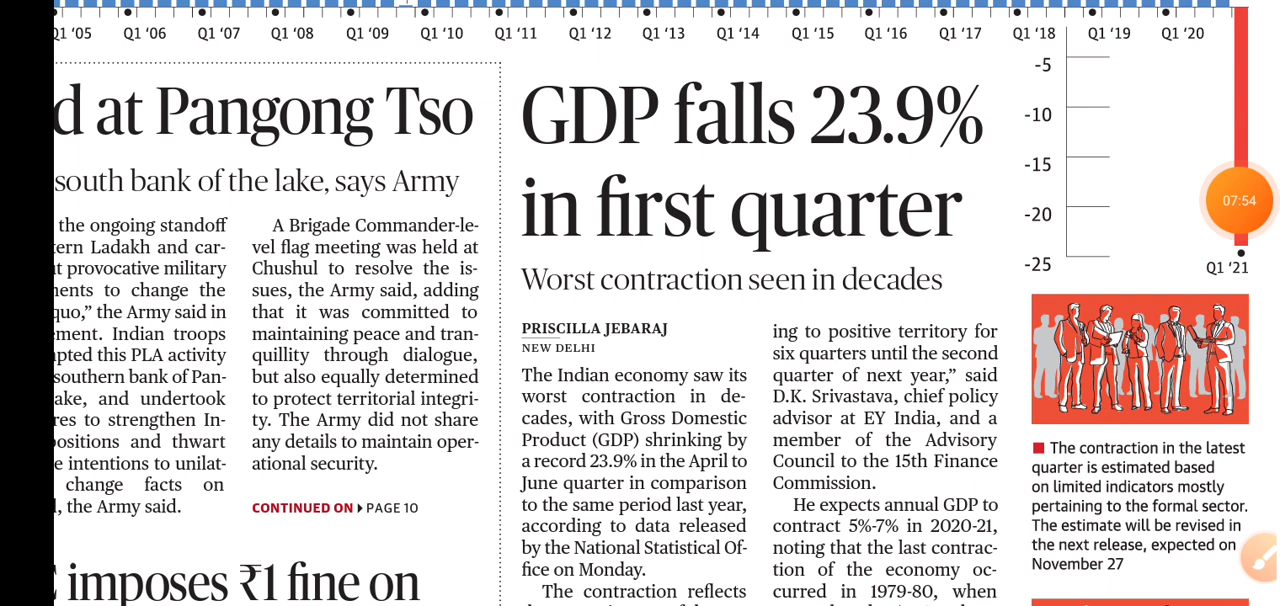 Q1 ‘05 Q1 ‘06 Q1 ‘07 Q1 ‘08 Q1 ‘09 Q1 ‘10 Q1 ‘11 Q1 ‘12 Q1 ‘13 Q1 ‘14 Q1 ‘15 Q1 ‘16 Q1 ‘17 Q1 ‘18 Q1 ‘19 Q1 ‘20
d at Pangong Tso
south bank of the lake, says Army
the ongoing standoff
tern Ladakh and car-
t provocative military
ents to change the
quo,” the Army said in
ement. Indian troops
pted this PLA activity
southern bank of Pan-
ake, and undertook
res to strengthen In-
ositions and thwart
e intentions to unilat-
change facts on
, the Army said.
A Brigade Commander-le-
vel flag meeting was held at
Chushul to resolve the is-
sues, the Army said, adding
that it was committed to
maintaining peace and tran-
quillity through dialogue,
but also equally determined
to protect territorial integri-
ty. The Army did not share
any details to maintain oper-
ational security.
CONTINUED ON PAGE 10
imposes ₹1 fine on
GDP falls 23.9%
in first quarter
Worst contraction seen in decades
PRISCILLA JEBARAJ
NEW DELHI
The Indian economy saw its
worst contraction in de-
cades, with Gross Domestic
Product (GDP) shrinking by
a record 23.9% in the April to
June quarter in comparison
to the same period last year,
according to data released
by the National Statistical Of-
fice on Monday.
The contraction reflects
ing to positive territory for
six quarters until the second
quarter of next year,” said
D.K. Srivastava, chief policy
advisor at EY India, and a
member of the Advisory
Council to the 15th Finance
Commission.
He expects annual GDP to
contract 5%-7% in 2020-21,
noting that the last contrac-
tion of the economy oc-
curred in 1979-80, when
-5
-10
-15
-20
-25
07:54
Q1 ‘21
The contraction in the latest
quarter is estimated based
on limited indicators mostly
pertaining to the formal sector.
The estimate will be revised in
the next release, expected on
November 27